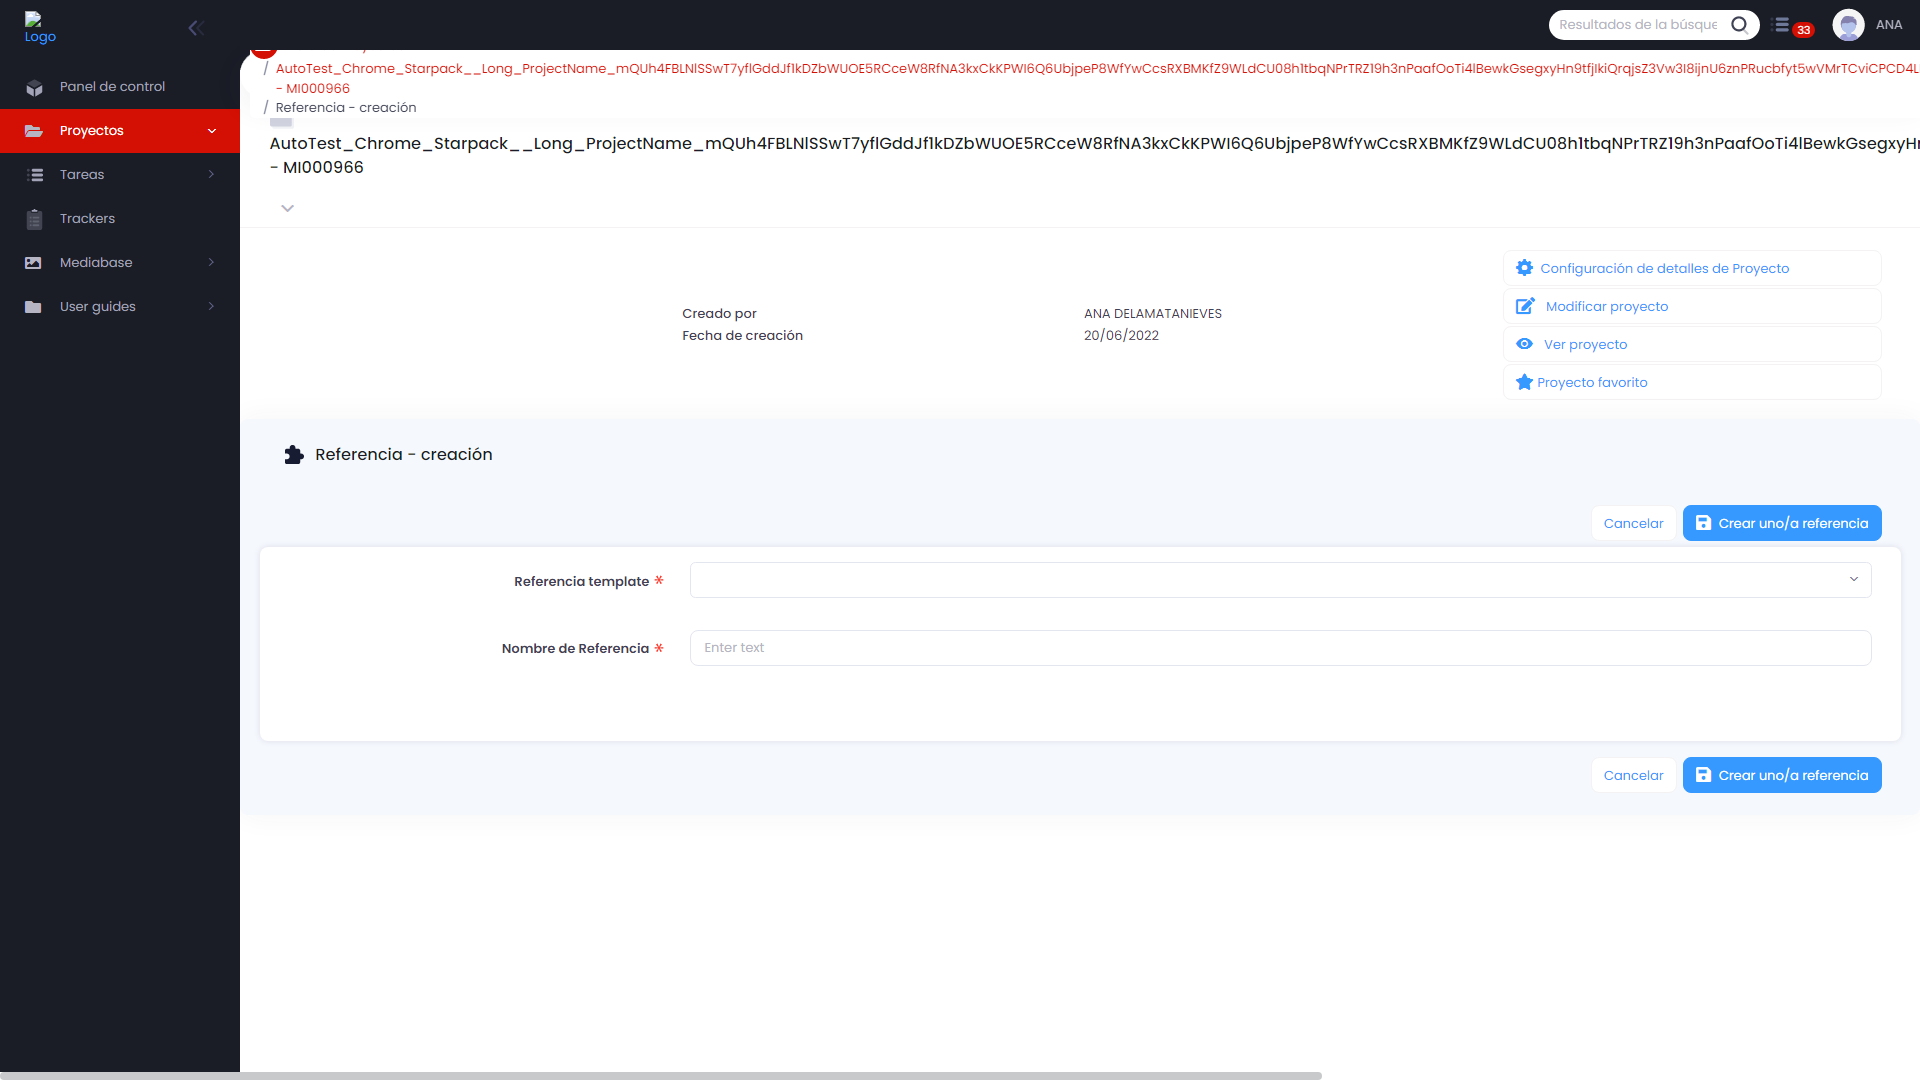 Logo
Resultados de la búsque
33
ANA
Panel de control
Proyectos
Tareas
Trackers
Mediabase
User guides
/ AutoTest_Chrome_Starpack__Long_ProjectName_mQUh4FBLNlSSwT7yflGddJf1kDZbWUOE5RCceW8RfNA3kxCkKPWI6Q6UbjpeP8WfYwCcsRXBMKfZ9WLdCU08h1tbqNPrTRZ19h3nPaafOoTi4lBewkGsegxyHn9tfjIkiQrqjsZ3Vw3I8ijnU6znPRucbfyt5wVMrTCviCPCD4L
- MI000966
/ Referencia - creación
AutoTest_Chrome_Starpack__Long_ProjectName_mQUh4FBLNlSSwT7yflGddJf1kDZbWUOE5RCceW8RfNA3kxCkKPWI6Q6UbjpeP8WfYwCcsRXBMKfZ9WLdCU08h1tbqNPrTRZ19h3nPaafOoTi4lBewkGsegxyH
- MI000966
Configuración de detalles de Proyecto
Modificar proyecto
Ver proyecto
Proyecto favorito
Creado por ANA DELAMATANIEVES
Fecha de creación 20/06/2022
Referencia - creación
Cancelar Crear uno/a referencia
Referencia template *
Nombre de Referencia * Enter text
Cancelar Crear uno/a referencia